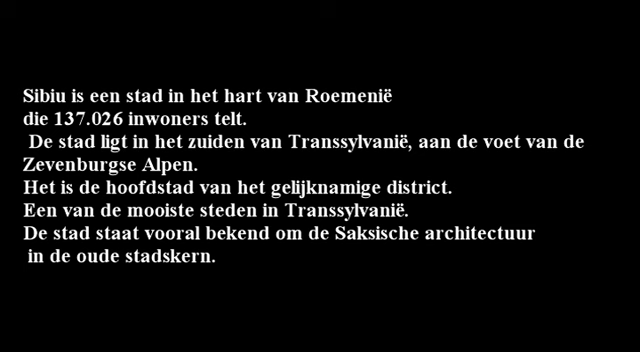 Sibiu is een stad in het hart van Roemenië
die 137.026 inwoners telt.
De stad ligt in het zuiden van Transsylvanië, aan de voet van de
Zevenburgse Alpen.
Het is de hoofdstad van het gelijknamige district.
Een van de mooiste steden in Transsylvanië.
De stad staat vooral bekend om de Saksische architectuur
in de oude stadskern.